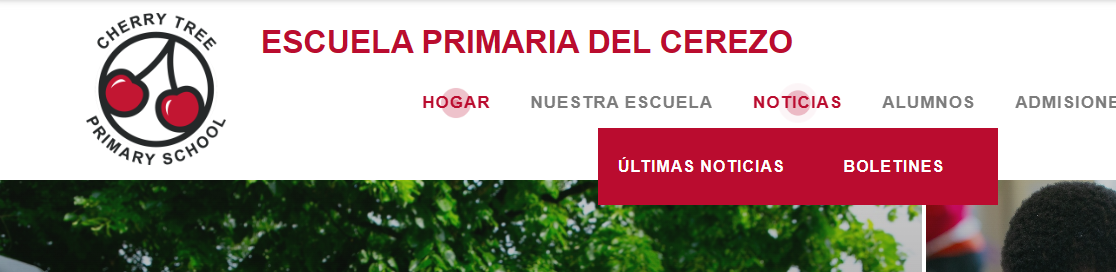 CHERRY TREE
PRIMARY SCHOOL
ESCUELA PRIMARIA DEL CEREZO
HOGAR NUESTRA ESCUELA NOTICIAS ALUMNOS ADMISIONE
ÚLTIMAS NOTICIAS BOLETINES